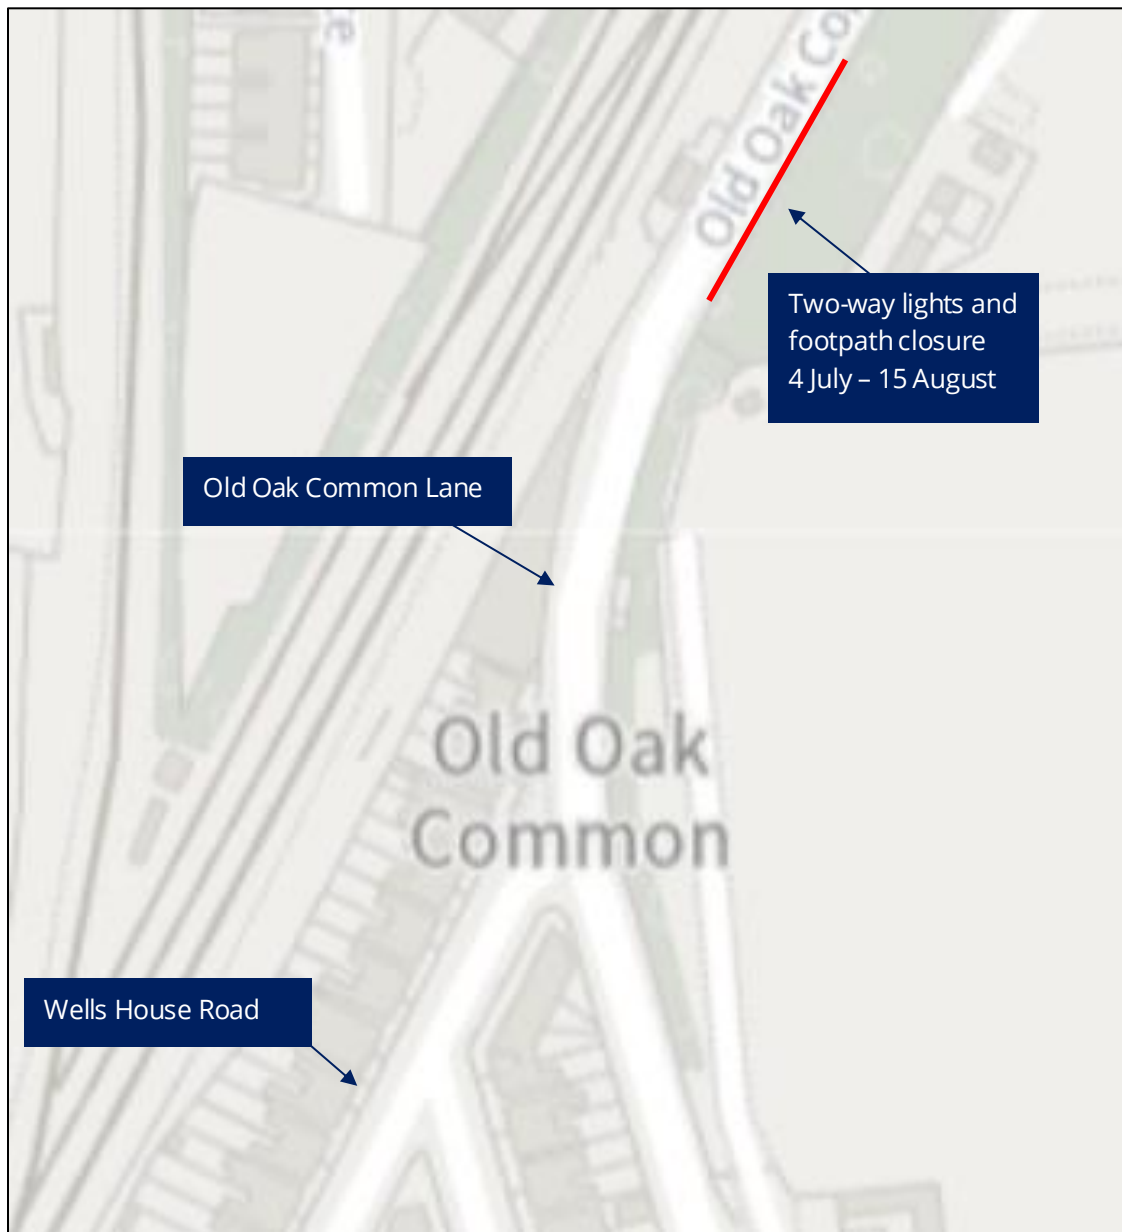 Old Oak Co
Two-way lights and
footpath closure
4 July – 15 August
Old Oak Common Lane
Old Oak
Common
Wells House Road